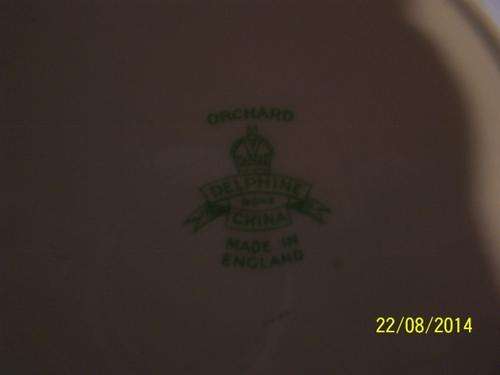 ORCHARD
DELPHINE
BONE
CHINA
MADE IN
ENGLAND
22/08/2014